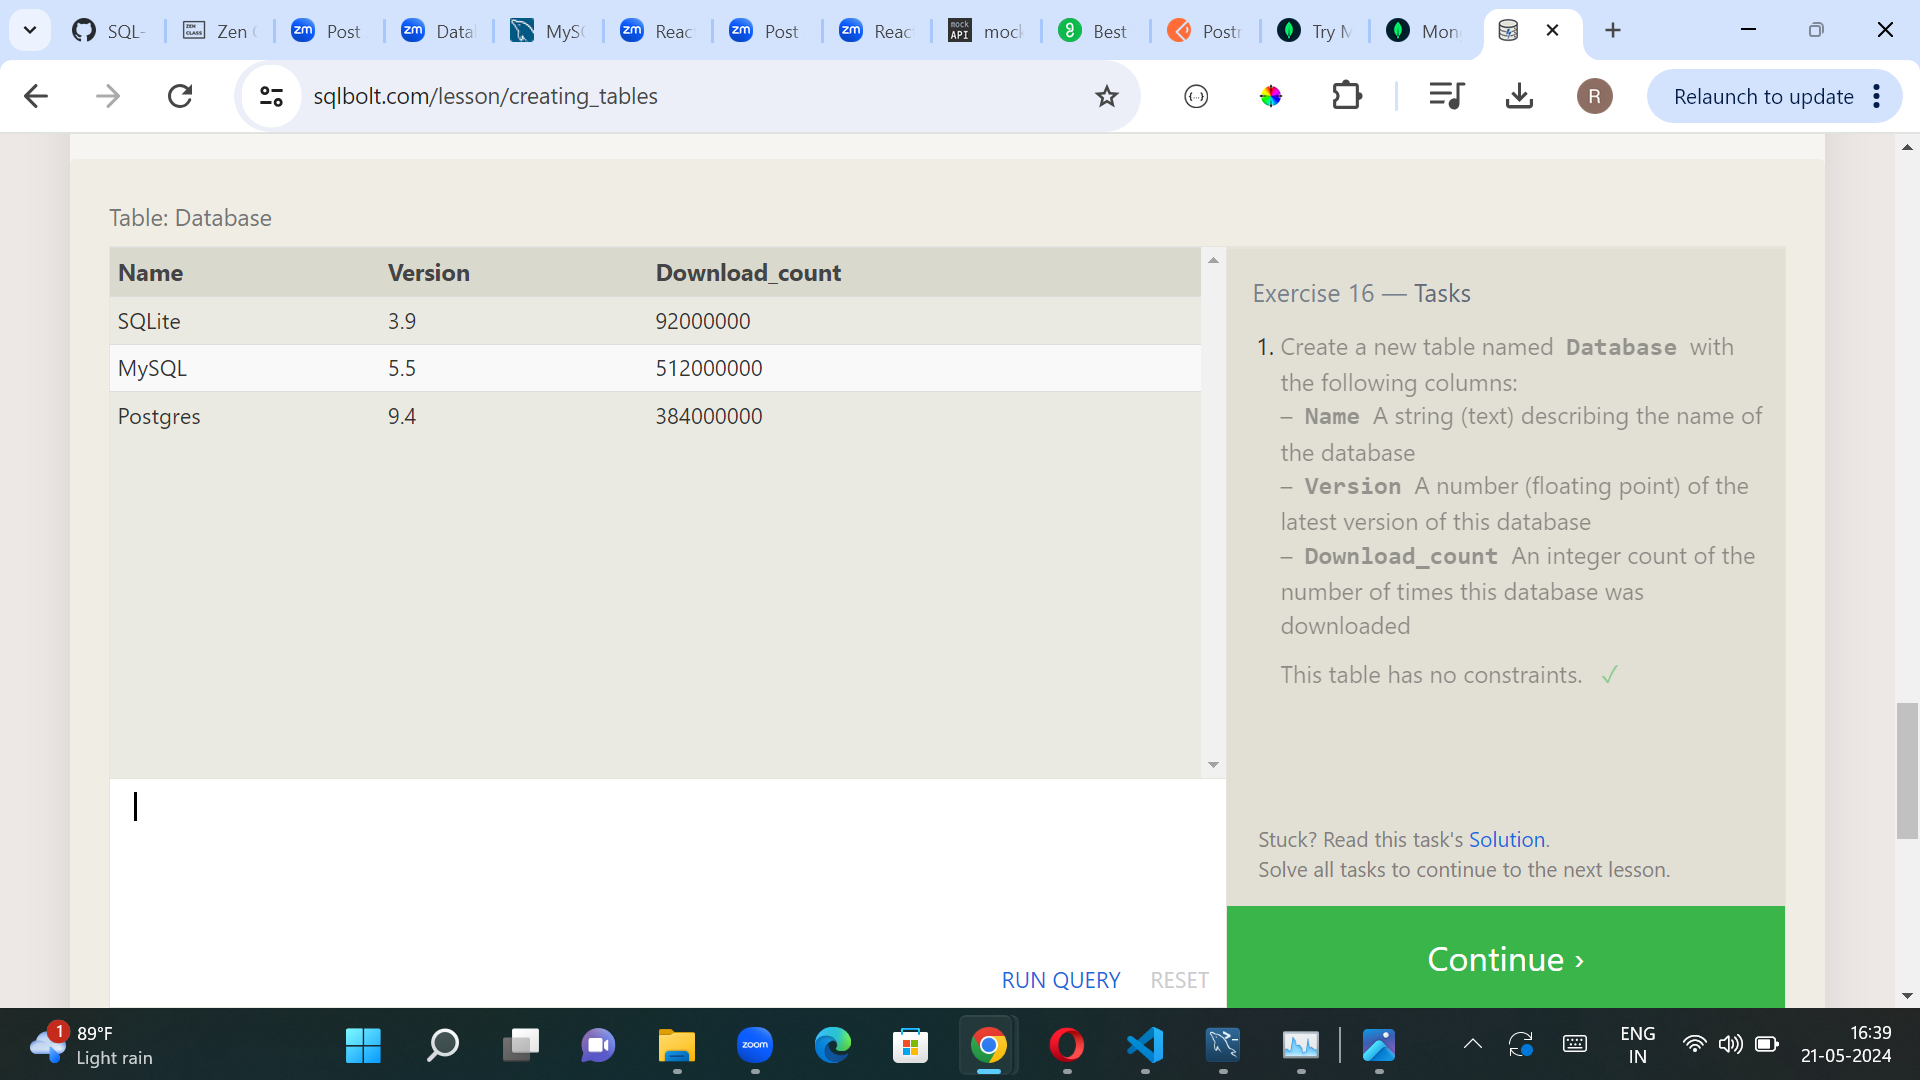 SQL-
Zen
Post
Data
MySQ
Reac
Post
Reac
mock API
mock
Best
Postm
Try M
Mon
sqlbolt.com/lesson/creating_tables
R
Relaunch to update
Table: Database
Name Version Download_count
SQLite 3.9 92000000
MySQL 5.5 512000000
Postgres 9.4 384000000
Exercise 16 — Tasks
1. Create a new table named Database with
the following columns:
– Name A string (text) describing the name of
the database
– Version A number (floating point) of the
latest version of this database
– Download_count An integer count of the
number of times this database was
downloaded
This table has no constraints. ✓
Stuck? Read this task's Solution.
Solve all tasks to continue to the next lesson.
RUN QUERY RESET
Continue ›
1
89°F
Light rain
zoom
ENG
IN
16:39
21-05-2024